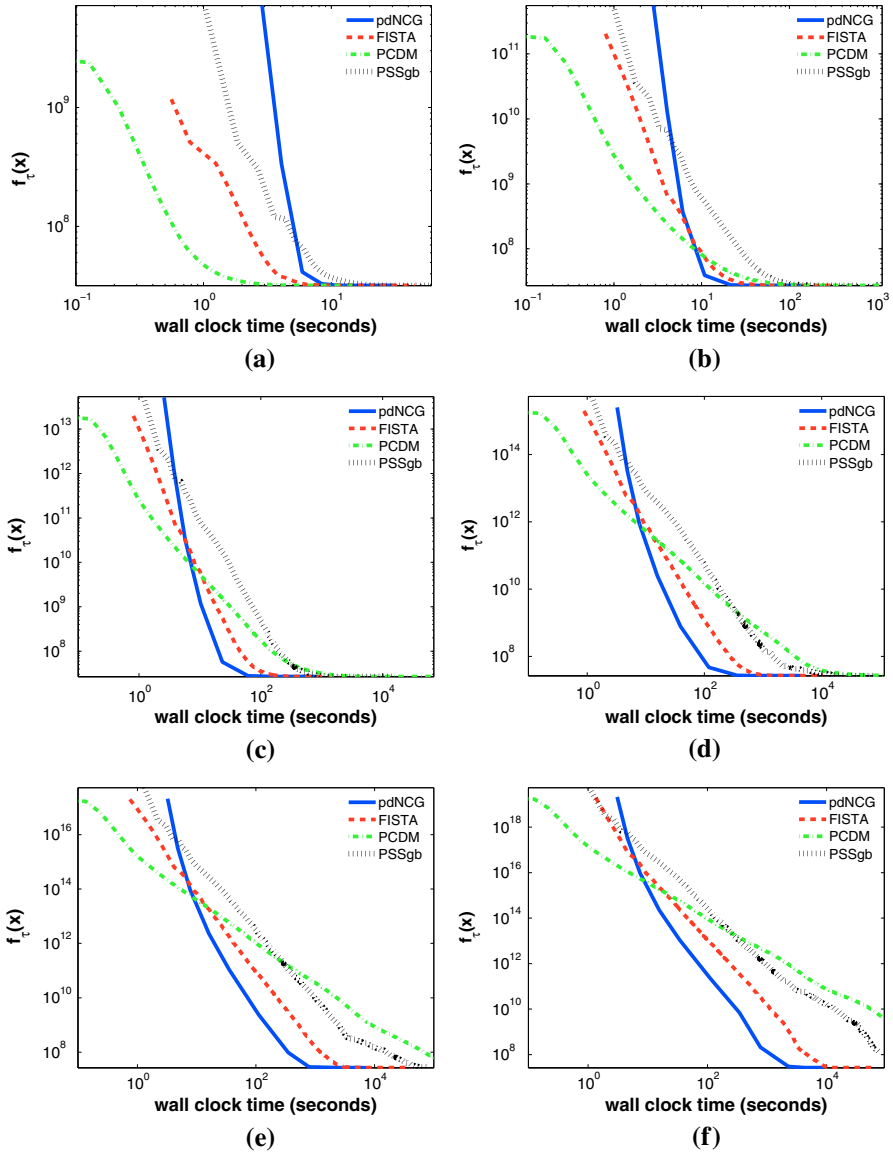 pdNCG
FISTA
PCDM
PSSgb
10^9
10^8
f_τ(x)
10^−1
10^0
10^1
wall clock time (seconds)
(a)
pdNCG
FISTA
PCDM
PSSgb
10^11
10^10
10^9
10^8
f_τ(x)
10^−1
10^0
10^1
10^2
10^3
wall clock time (seconds)
(b)
pdNCG
FISTA
PCDM
PSSgb
10^13
10^12
10^11
10^10
10^9
10^8
f_τ(x)
10^0
10^2
10^4
wall clock time (seconds)
(c)
pdNCG
FISTA
PCDM
PSSgb
10^14
10^12
10^10
10^8
f_τ(x)
10^0
10^2
10^4
wall clock time (seconds)
(d)
pdNCG
FISTA
PCDM
PSSgb
10^16
10^14
10^12
10^10
10^8
f_τ(x)
10^0
10^2
10^4
wall clock time (seconds)
(e)
pdNCG
FISTA
PCDM
PSSgb
10^18
10^16
10^14
10^12
10^10
10^8
f_τ(x)
10^0
10^2
10^4
wall clock time (seconds)
(f)